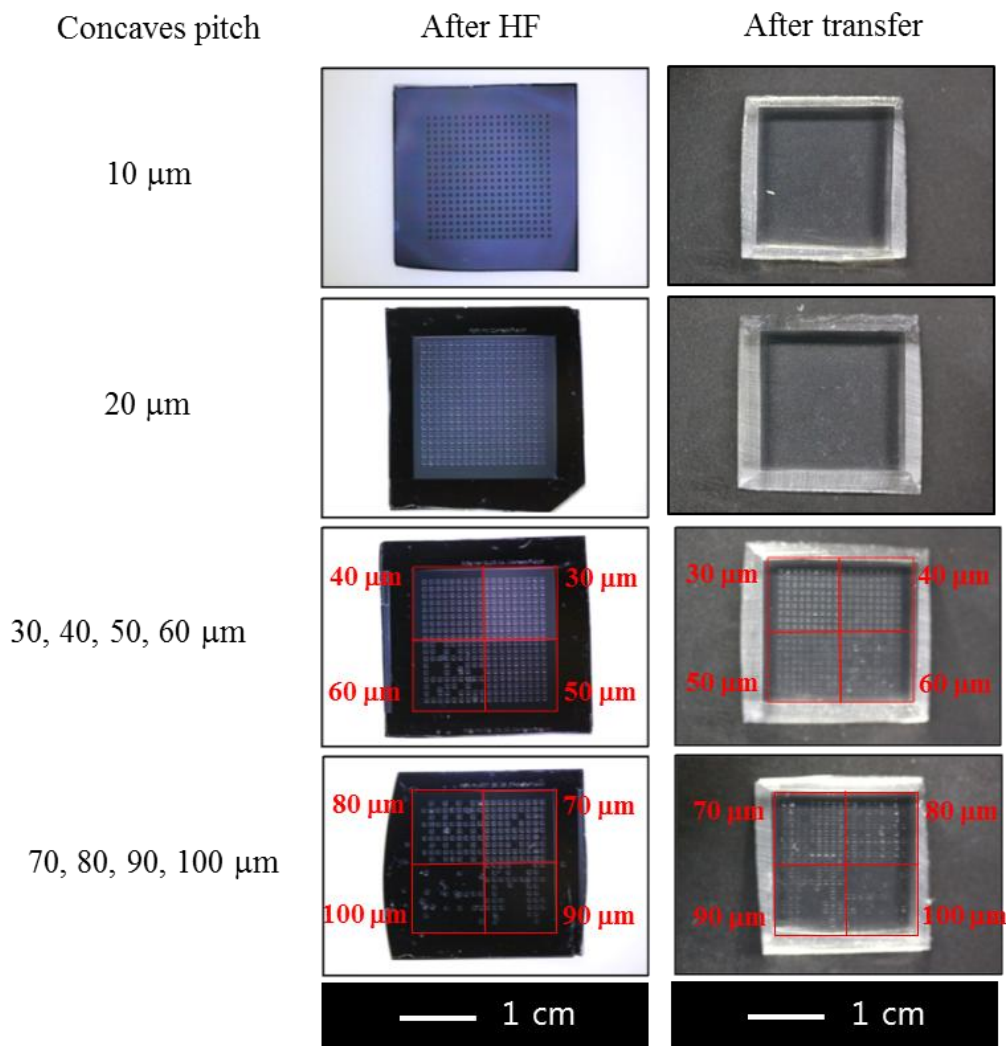 Concaves pitch After HF After transfer
10 μm
20 μm
30, 40, 50, 60 μm
40 μm 30 μm
60 μm 50 μm
30 μm 40 μm
50 μm 60 μm
70, 80, 90, 100 μm
80 μm 70 μm
100 μm 90 μm
70 μm 80 μm
90 μm 100 μm
1 cm 1 cm